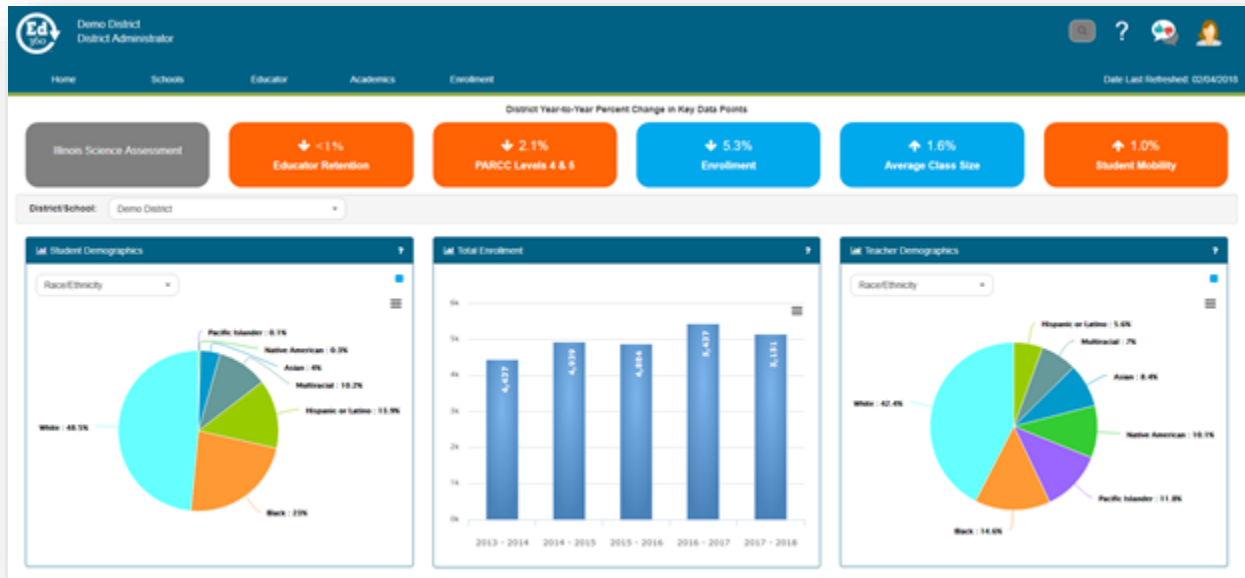 Ed
360
Demo District
District Administrator
?
Home Schools Educator Academics Enrollment
Date Last Refreshed: 02/04/2018
District Year-to-Year Percent Change in Key Data Points
Illinois Science Assessment
<1%
Educator Retention
2.1%
PARCC Levels 4 & 5
5.3%
Enrollment
1.6%
Average Class Size
1.0%
Student Mobility
District/School: Demo District
Student Demographics ?
Race/Ethnicity
Pacific Islander : 0.1%
Native American : 0.3%
Asian : 4%
Multiracial : 10.2%
Hispanic or Latino : 13.9%
White : 48.5%
Black : 23%
Total Enrollment ?
6k
5k
4k
3k
2k
1k
0k
4,437
4,939
4,884
5,437
5,151
2013 - 2014 2014 - 2015 2015 - 2016 2016 - 2017 2017 - 2018
Teacher Demographics ?
Race/Ethnicity
Hispanic or Latino : 5.6%
Multiracial : 7%
Asian : 8.4%
White : 42.4%
Native American : 10.1%
Pacific Islander : 11.8%
Black : 14.6%